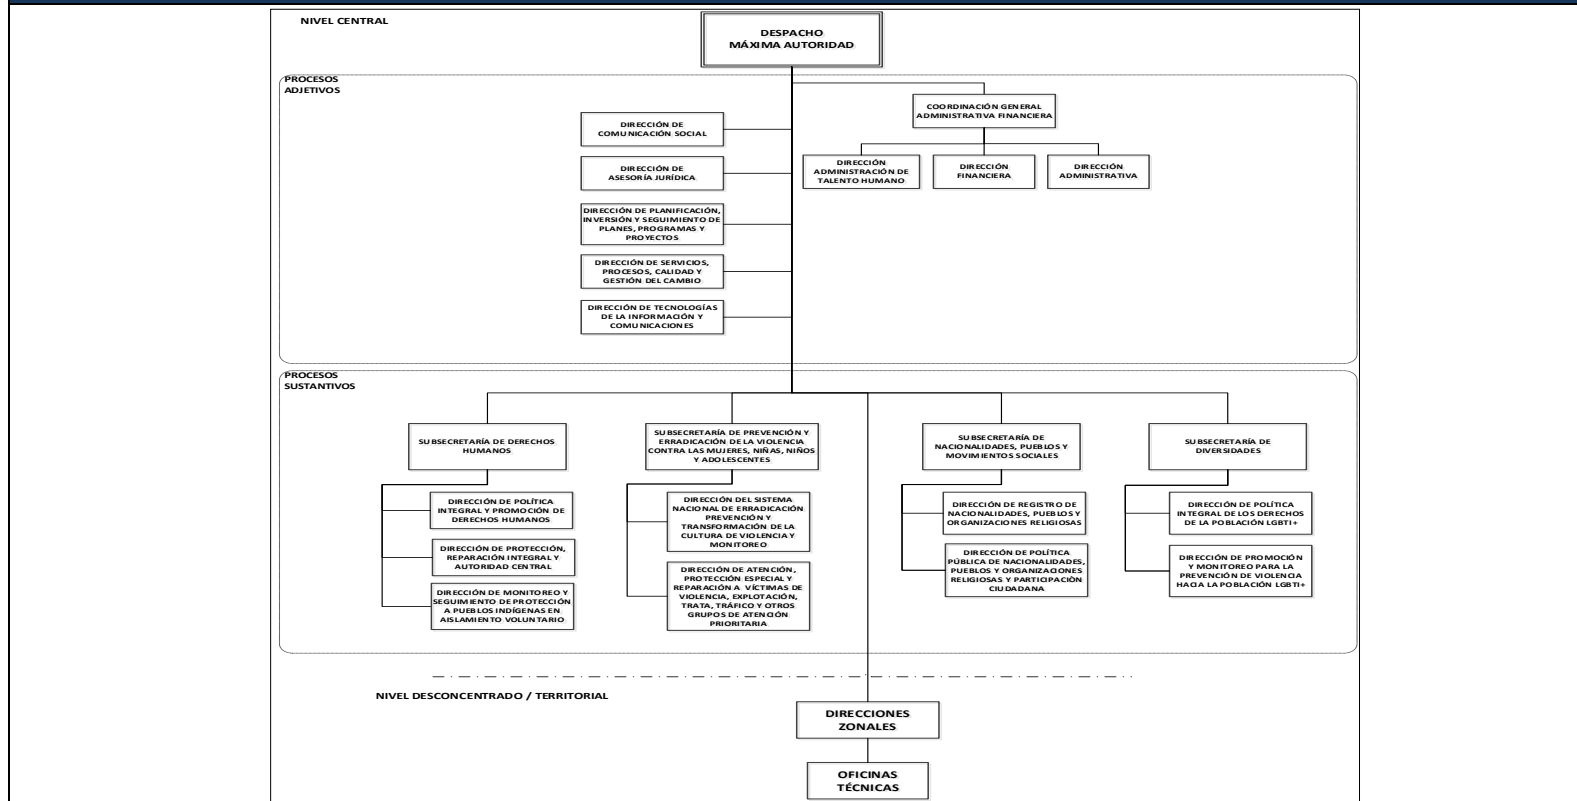 NIVEL CENTRAL
DESPACHO
MÁXIMA AUTORIDAD
PROCESOS
ADJETIVOS
COORDINACIÓN GENERAL
ADMINISTRATIVA FINANCIERA
DIRECCIÓN
ADMINISTRACIÓN DE
TALENTO HUMANO
DIRECCIÓN
FINANCIERA
DIRECCIÓN
ADMINISTRATIVA
DIRECCIÓN DE
COMUNICACIÓN SOCIAL
DIRECCIÓN DE
ASESORÍA JURÍDICA
DIRECCIÓN DE PLANIFICACIÓN,
INVERSIÓN Y SEGUIMIENTO DE
PLANES, PROGRAMAS Y
PROYECTOS
DIRECCIÓN DE SERVICIOS,
PROCESOS, CALIDAD Y
GESTIÓN DEL CAMBIO
DIRECCIÓN DE TECNOLOGÍAS
DE LA INFORMACIÓN Y
COMUNICACIONES
PROCESOS
SUSTANTIVOS
SUBSECRETARÍA DE DERECHOS
HUMANOS
DIRECCIÓN DE POLÍTICA
INTEGRAL Y PROMOCIÓN DE
DERECHOS HUMANOS
DIRECCIÓN DE PROTECCIÓN,
REPARACIÓN INTEGRAL Y
AUTORIDAD CENTRAL
DIRECCIÓN DE MONITOREO Y
SEGUIMIENTO DE PROTECCIÓN
A PUEBLOS INDÍGENAS EN
AISLAMIENTO VOLUNTARIO
SUBSECRETARÍA DE PREVENCIÓN Y
ERRADICACIÓN DE LA VIOLENCIA
CONTRA LAS MUJERES, NIÑAS, NIÑOS
Y ADOLESCENTES
DIRECCIÓN DEL SISTEMA
NACIONAL DE ERRADICACIÓN
PREVENCIÓN Y
TRANSFORMACIÓN DE LA
CULTURA DE VIOLENCIA Y
MONITOREO
DIRECCIÓN DE ATENCIÓN,
PROTECCIÓN ESPECIAL Y
REPARACIÓN A VÍCTIMAS DE
VIOLENCIA, EXPLOTACIÓN,
TRATA, TRÁFICO Y OTROS
GRUPOS DE ATENCIÓN
PRIORITARIA
SUBSECRETARÍA DE
NACIONALIDADES, PUEBLOS Y
MOVIMIENTOS SOCIALES
DIRECCIÓN DE REGISTRO DE
NACIONALIDADES, PUEBLOS Y
ORGANIZACIONES RELIGIOSAS
DIRECCIÓN DE POLÍTICA
PÚBLICA DE NACIONALIDADES,
PUEBLOS Y ORGANIZACIONES
RELIGIOSAS Y PARTICIPACIÒN
CIUDADANA
SUBSECRETARÍA DE
DIVERSIDADES
DIRECCIÓN DE POLÍTICA
INTEGRAL DE LOS DERECHOS
DE LA POBLACIÓN LGBTI+
DIRECCIÓN DE PROMOCIÓN
Y MONITOREO PARA LA
PREVENCIÓN DE VIOLENCIA
HACIA LA POBLACIÓN LGBTI+
NIVEL DESCONCENTRADO / TERRITORIAL
DIRECCIONES
ZONALES
OFICINAS
TÉCNICAS